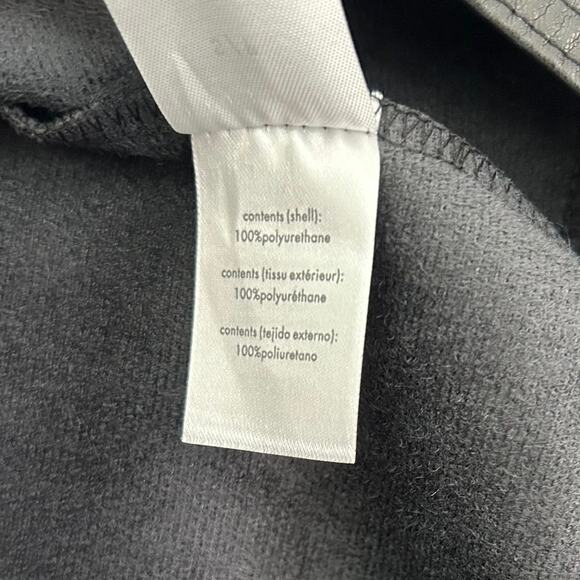 contents (shell):
100%polyurethane
contents (tissu extérieur):
100%polyuréthane
contents (tejido externo):
100%poliuretano